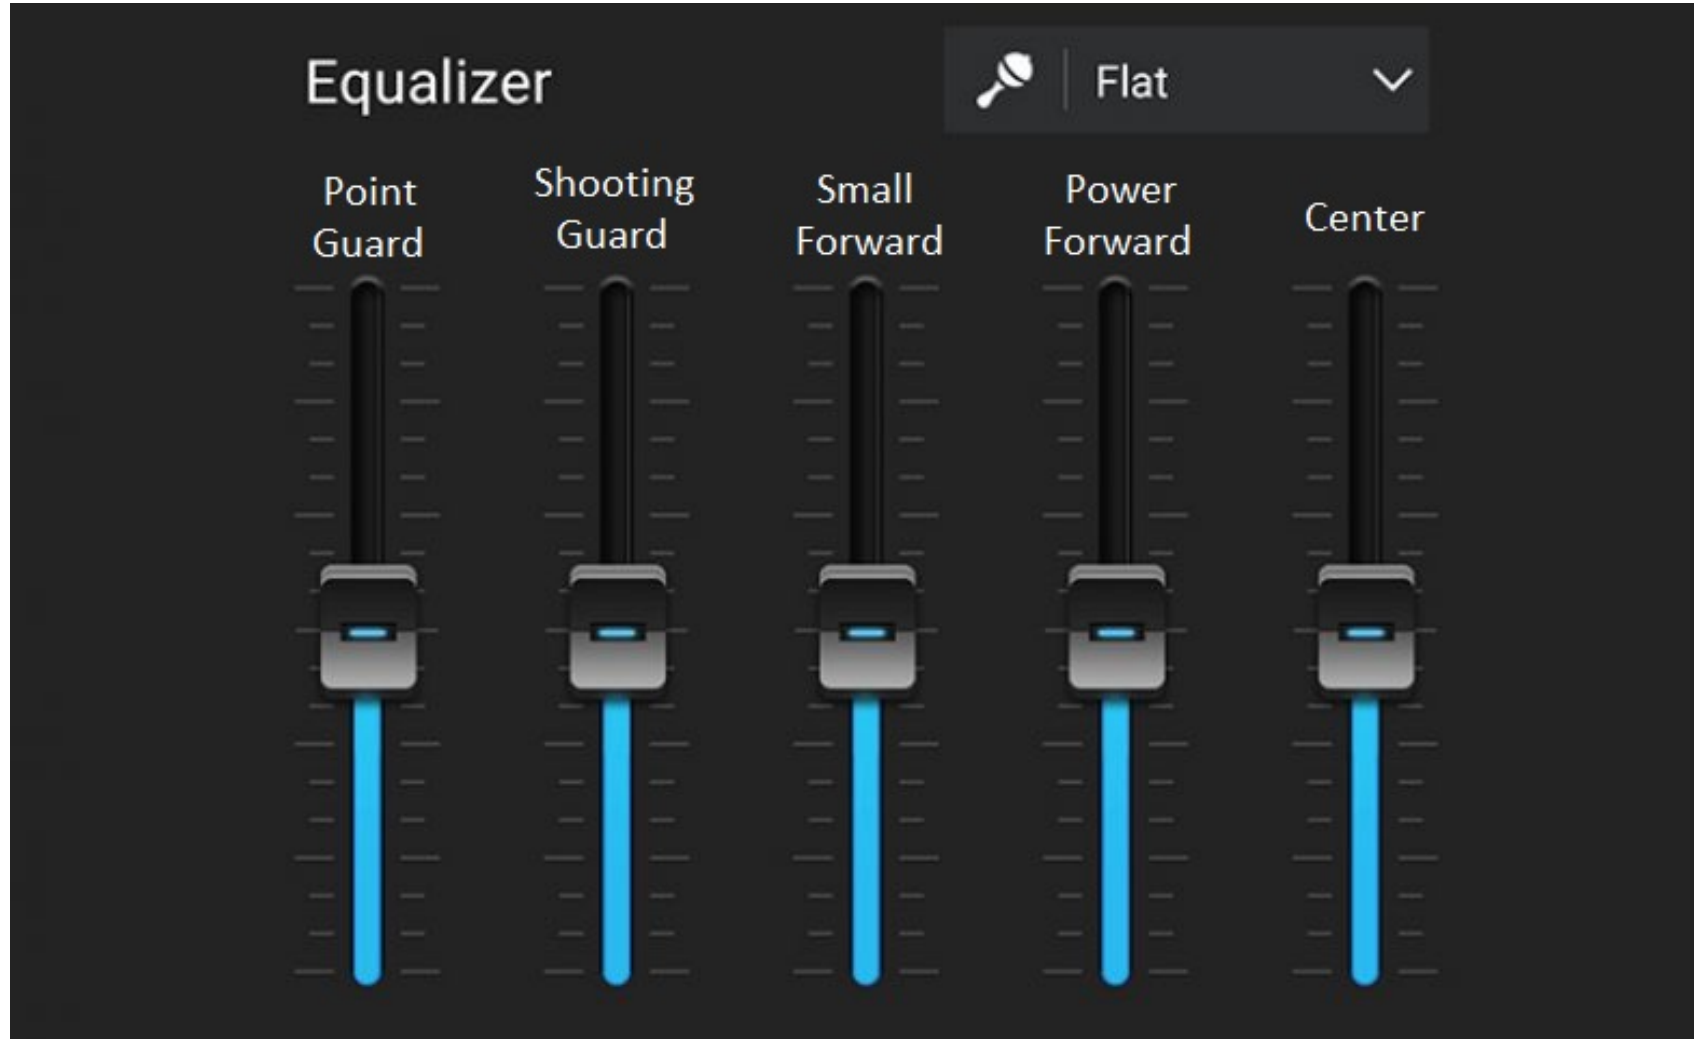 Equalizer
Flat
Point
Guard
Shooting
Guard
Small
Forward
Power
Forward
Center